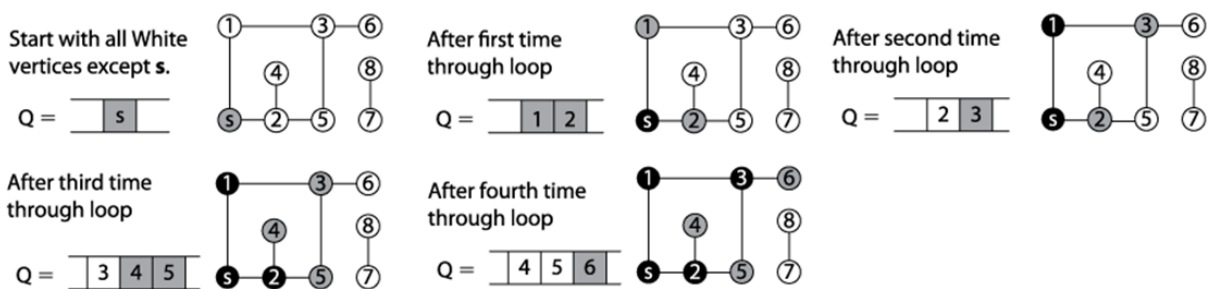 Start with all White
vertices except s.
Q = s
1 3 6
4 8
s 2 5 7
After first time
through loop
Q = 1 2
1 3 6
4 8
s 2 5 7
After second time
through loop
Q = 2 3
1 3 6
4 8
s 2 5 7
After third time
through loop
Q = 3 4 5
1 3 6
4 8
s 2 5 7
After fourth time
through loop
Q = 4 5 6
1 3 6
4 8
s 2 5 7